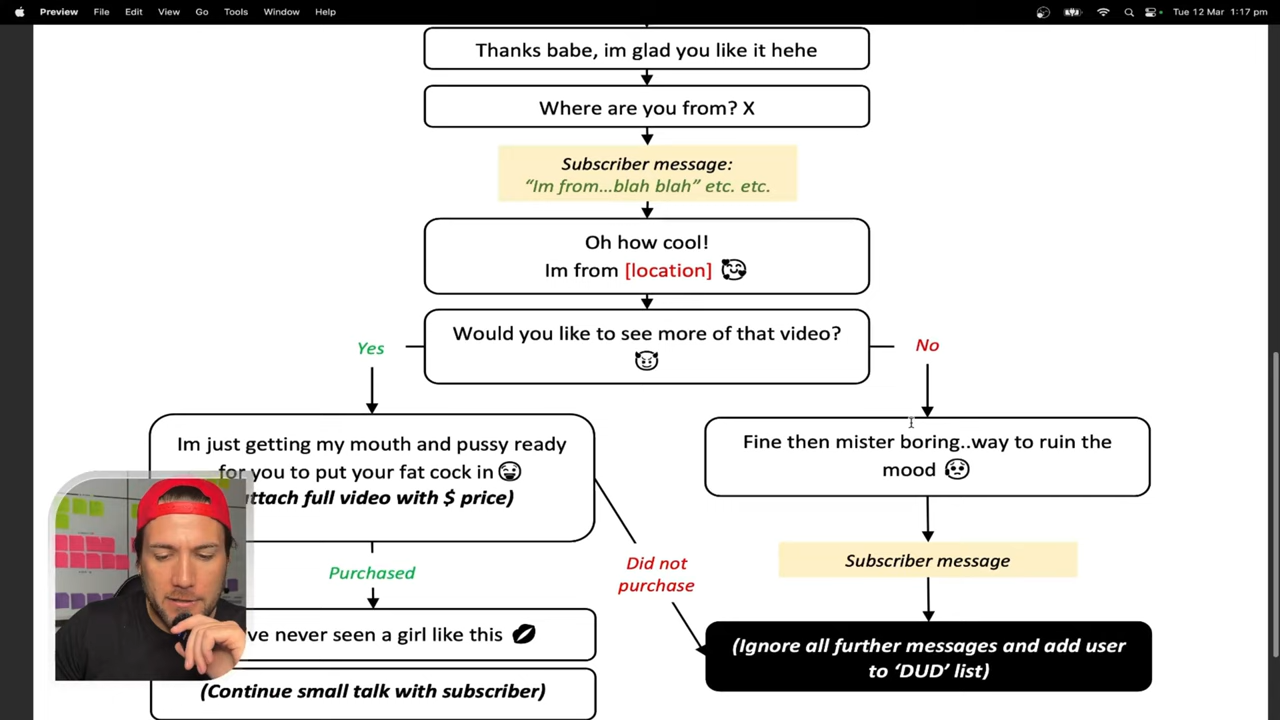 Preview File Edit View Go Tools Window Help Tue 12 Mar 1:17 pm
Thanks babe, im glad you like it hehe
Where are you from? X
Subscriber message:
“Im from...blah blah” etc. etc.
Oh how cool!
Im from [location]
Would you like to see more of that video?
Yes
No
Im just getting my mouth and pussy ready
for you to put your fat cock in
attach full video with $ price)
Fine then mister boring..way to ruin the
mood
Did not
purchase
Subscriber message
Purchased
never seen a girl like this
(Ignore all further messages and add user
to ‘DUD’ list)
(Continue small talk with subscriber)